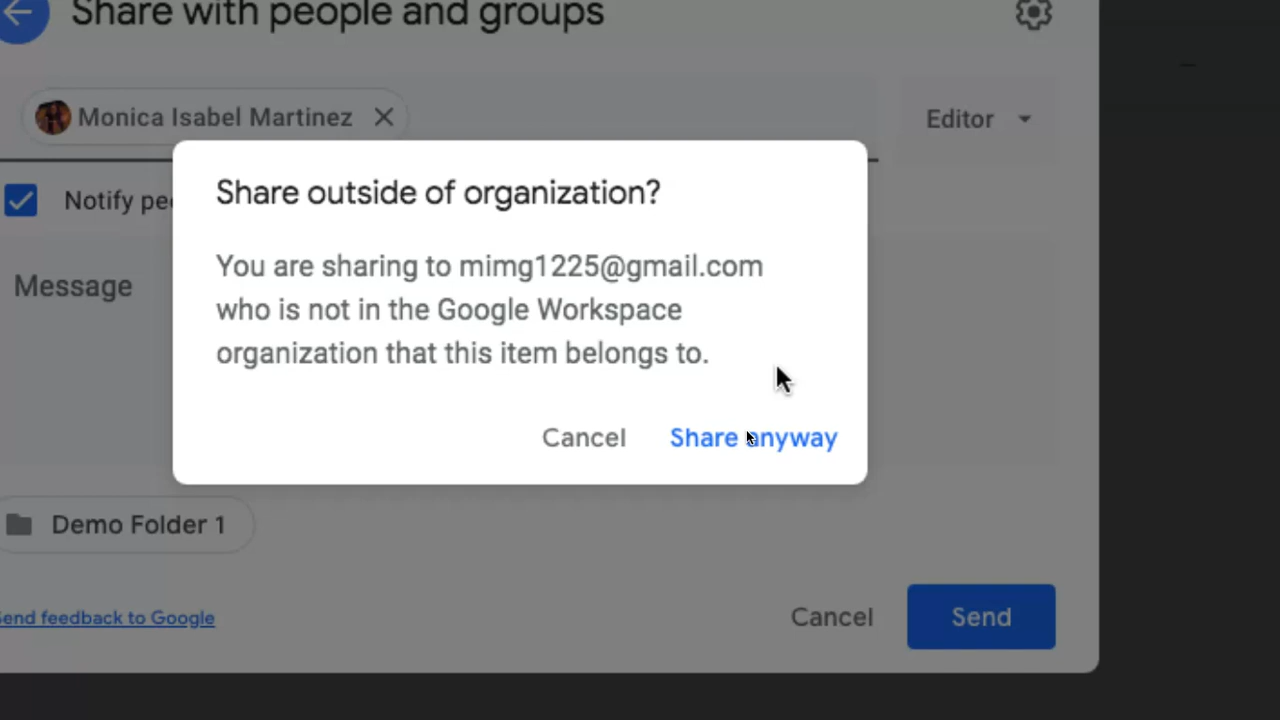 Share with people and groups
Monica Isabel Martinez
Editor
Notify
Share outside of organization?
You are sharing to mimg1225@gmail.com
who is not in the Google Workspace
organization that this item belongs to.
Message
Cancel Share anyway
Demo Folder 1
Send feedback to Google
Cancel
Send